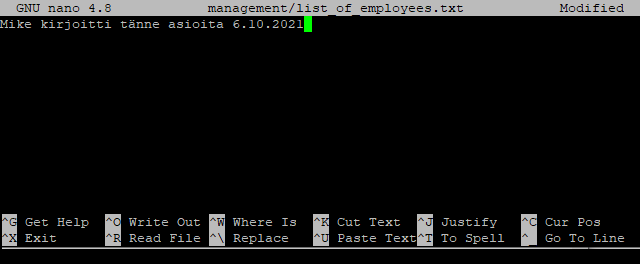 GNU nano 4.8 management/list_of_employees.txt Modified
Mike kirjoitti tänne asioita 6.10.2021
^G Get Help ^O Write Out ^W Where Is ^K Cut Text ^J Justify ^C Cur Pos
^X Exit ^R Read File ^\ Replace ^U Paste Text ^T To Spell ^_ Go To Line